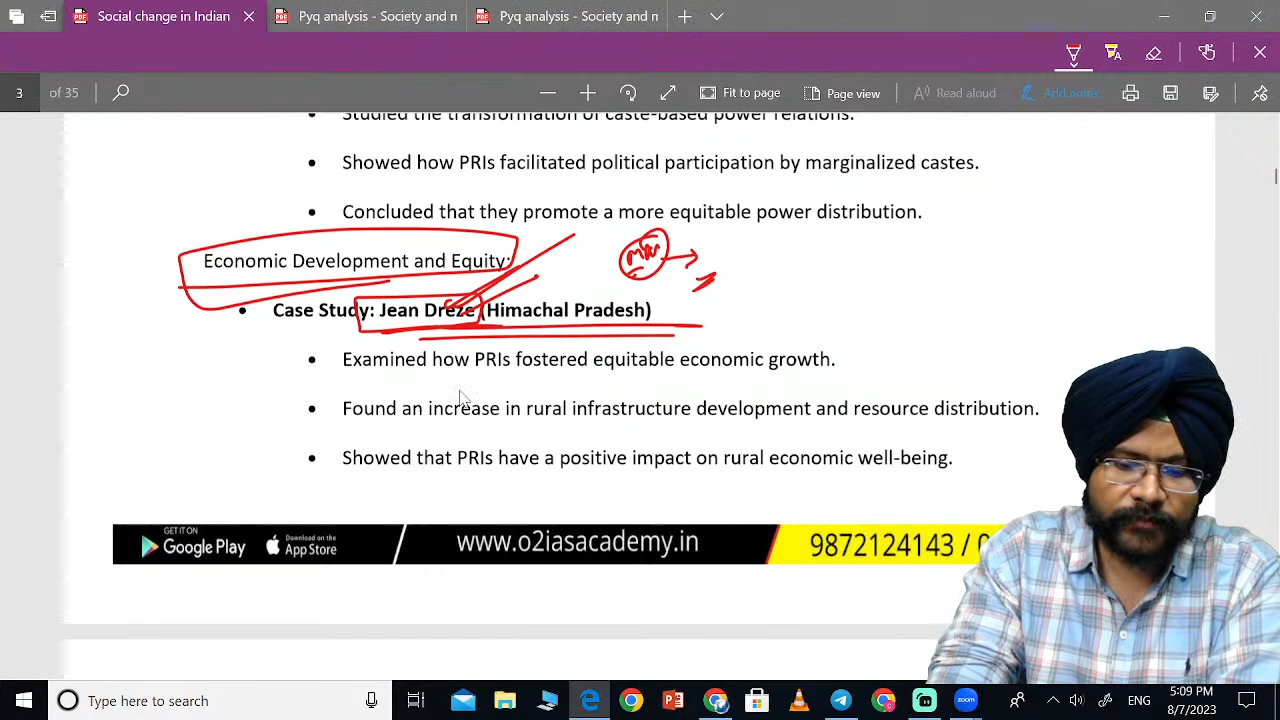 Social change in Indian
Pyq analysis - Society and n
Pyq analysis - Society and n
3 of 35
Fit to page
Page view
Read aloud
Add notes
Studied the transformation of caste-based power relations.
• Showed how PRIs facilitated political participation by marginalized castes.
• Concluded that they promote a more equitable power distribution.
Economic Development and Equity:
• Case Study: Jean Dreze (Himachal Pradesh)
• Examined how PRIs fostered equitable economic growth.
• Found an increase in rural infrastructure development and resource distribution.
• Showed that PRIs have a positive impact on rural economic well-being.
GET IT ON
Google Play
Download on the
App Store
www.o2iasacademy.in
9872124143 / 0
Type here to search
zoom
ENG
5:09 PM
8/7/2023